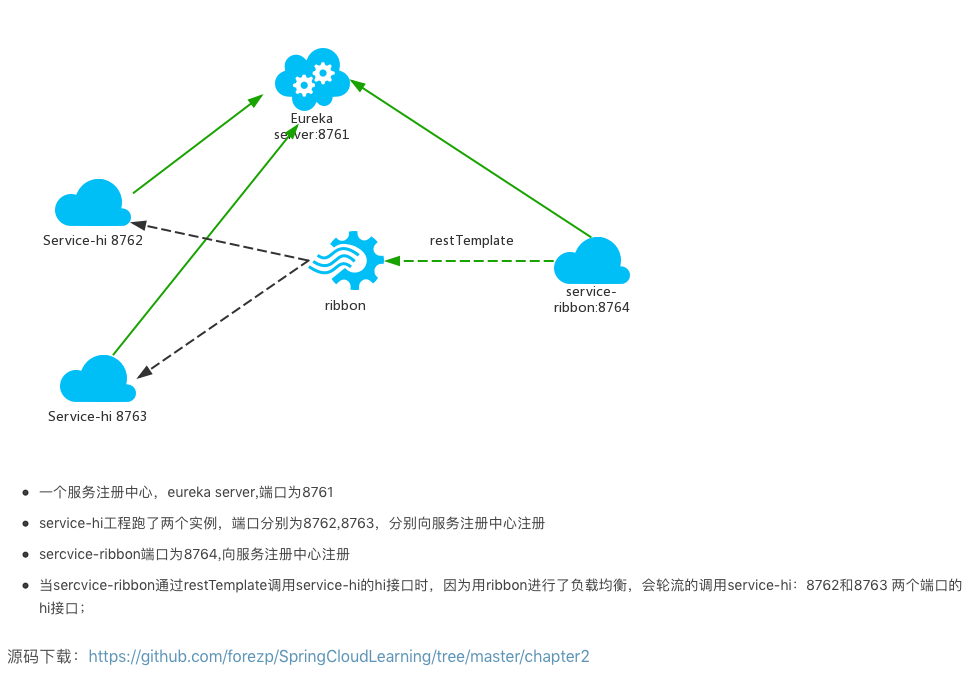 Eureka
server:8761
Service-hi 8762
restTemplate
ribbon
service-
ribbon:8764
Service-hi 8763
一个服务注册中心，eureka server,端口为8761
service-hi工程跑了两个实例，端口分别为8762,8763，分别向服务注册中心注册
sercvice-ribbon端口为8764,向服务注册中心注册
当sercvice-ribbon通过restTemplate调用service-hi的hi接口时，因为用ribbon进行了负载均衡，会轮流的调用service-hi：8762和8763 两个端口的
hi接口；
源码下载：https://github.com/forezp/SpringCloudLearning/tree/master/chapter2